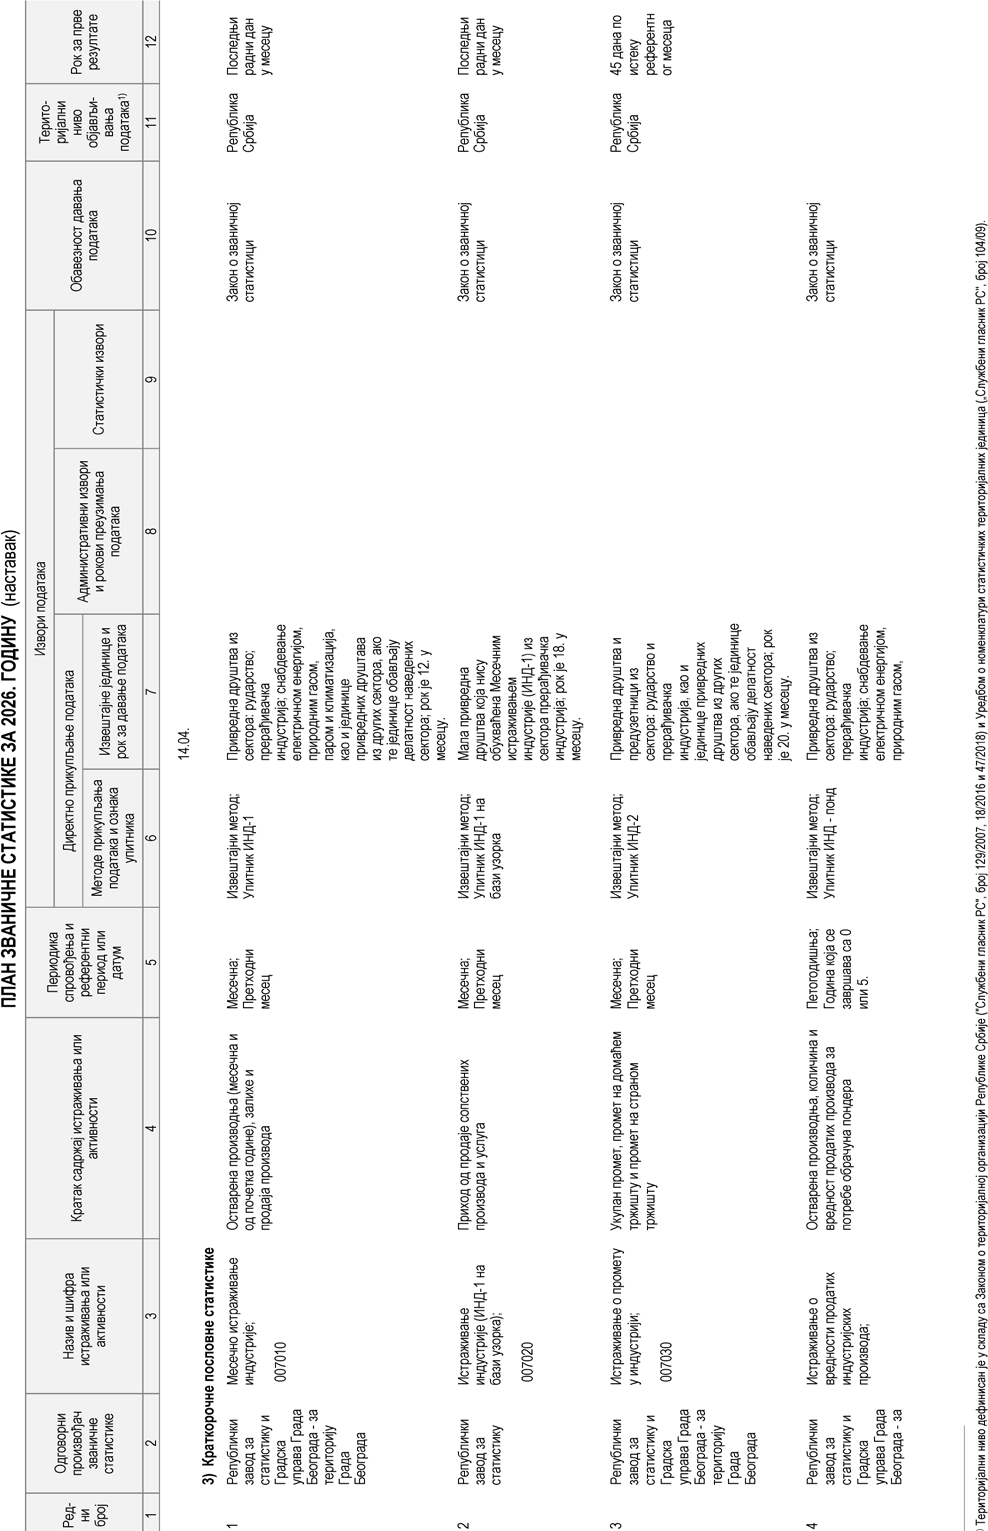 ПЛАН ЗВАНИЧНЕ СТАТИСТИКЕ ЗА 2026. ГОДИНУ (наставак)
Ред-
ни
број
Одговорни
произвођач
званичне
статистике
Назив и шифра
истраживања или
активности
Кратак садржај истраживања или
активности
Периодика
спровођења и
референтни
период или
датум
Извори података
Директно прикупљање података
Методе прикупљања
података и ознака
упитника
Извештајне јединице и
рок за давање података
Административни извори
и рокови преузимања
података
Статистички извори
Обавезност давања
података
Терито-
ријални
ниво
објављи-
вања
података1)
Рок за прве
резултате
1 2 3 4 5 6 7 8 9 10 11 12
14.04.
3) Краткорочне пословне статистике
1
Републички
завод за
статистику и
Градска
управа Града
Београда - за
територију
Града
Београда
Месечно истраживање
индустрије;
007010
Остварена производња (месечна и
од почетка године), залихе и
продаја производа
Месечна;
Претходни
месец
Извештајни метод;
Упитник ИНД-1
Привредна друштва из
сектора: рударство;
прерађивачка
индустрија; снабдевање
електричном енергијом,
природним гасом,
паром и климатизација,
као и јединице
привредних друштава
из других сектора, ако
те јединице обављају
делатност наведених
сектора; рок је 12. у
месецу.
Закон о званичној
статистици
Република
Србија
Последњи
радни дан
у месецу
2
Републички
завод за
статистику
Истраживање
индустрије (ИНД-1 на
бази узорка);
007020
Приход од продаје сопствених
производа и услуга
Месечна;
Претходни
месец
Извештајни метод;
Упитник ИНД-1 на
бази узорка
Мала привредна
друштва која нису
обухваћена Месечним
истраживањем
индустрије (ИНД-1) из
сектора прерађивачка
индустрија; рок је 18. у
месецу.
Закон о званичној
статистици
Република
Србија
Последњи
радни дан
у месецу
3
Републички
завод за
статистику и
Градска
управа Града
Београда - за
територију
Града
Београда
Истраживање о промету
у индустрији;
007030
Укупан промет, промет на домаћем
тржишту и промет на страном
тржишту
Месечна;
Претходни
месец
Извештајни метод;
Упитник ИНД-2
Привредна друштва и
предузетници из
сектора: рударство и
прерађивачка
индустрија, као и
јединице привредних
друштава из других
сектора, ако те јединице
обављају делатност
наведених сектора; рок
је 20. у месецу.
Закон о званичној
статистици
Република
Србија
45 дана по
истеку
референтн
ог месеца
4
Републички
завод за
статистику и
Градска
управа Града
Београда - за
Истраживање о
вредности продатих
индустријских
производа;
Остварена производња, количина и
вредност продатих производа за
потребе обрачуна пондера
Петогодишња;
Година која се
завршава са 0
или 5.
Извештајни метод;
Упитник ИНД - понд
Привредна друштва из
сектора: рударство;
прерађивачка
индустрија; снабдевање
електричном енергијом,
природним гасом,
Закон о званичној
статистици
) Територијални ниво дефинисан је у складу са Законом о територијалној организацији Републике Србије ("Службени гласник РС", број 129/2007, 18/2016 и 47/2018) и Уредбом о номенклатури статистичких територијалних јединица („Службени гласник РС", број 104/09).